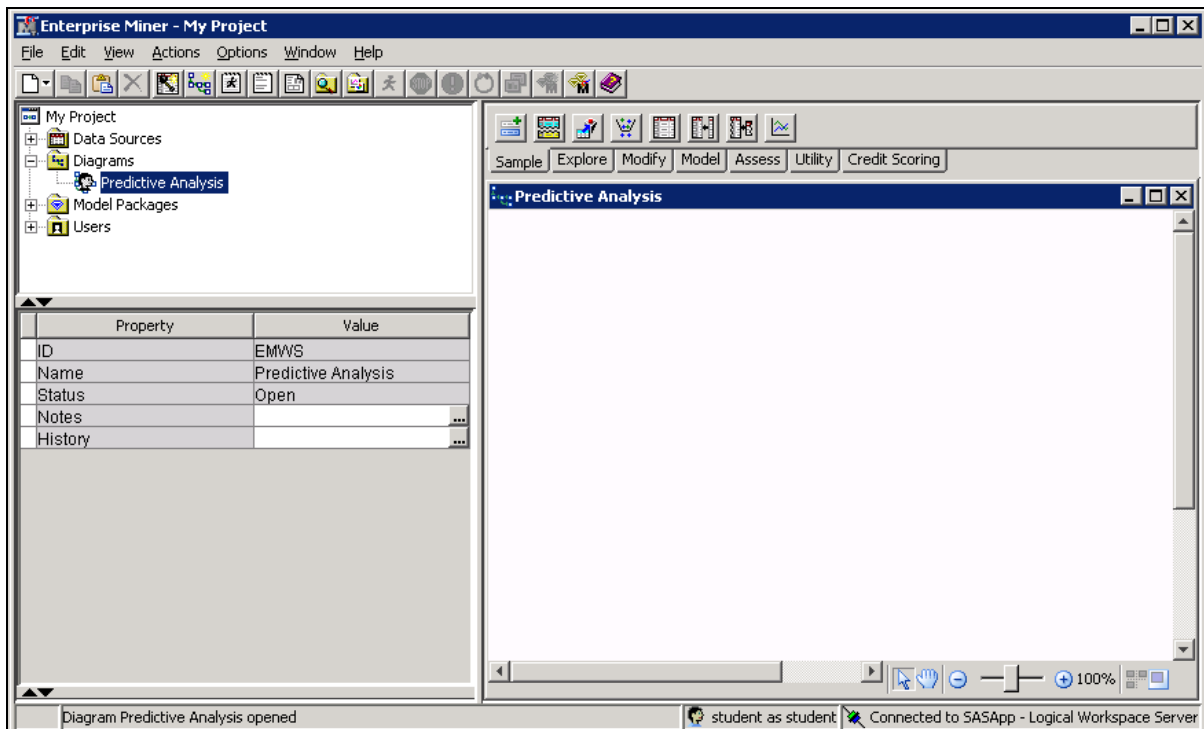 Enterprise Miner - My Project
File Edit View Actions Options Window Help
My Project
Data Sources
Diagrams
Predictive Analysis
Model Packages
Users
Property Value
ID EMWS
Name Predictive Analysis
Status Open
Notes ...
History ...
Sample Explore Modify Model Assess Utility Credit Scoring
Predictive Analysis
100%
Diagram Predictive Analysis opened
student as student
Connected to SASApp - Logical Workspace Server